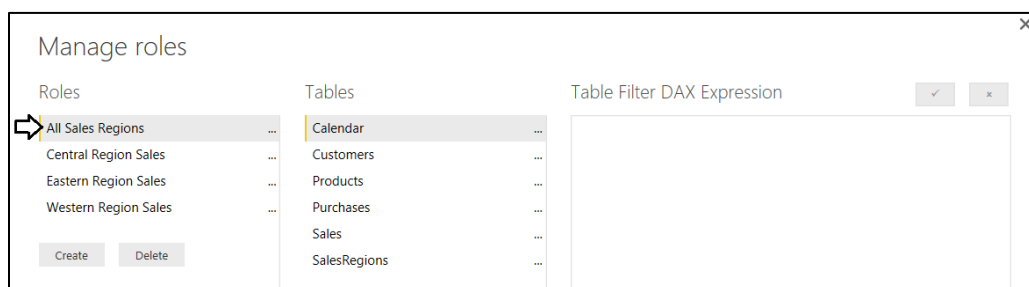 Manage roles
Roles
Tables
Table Filter DAX Expression
All Sales Regions ...
Calendar ...
Central Region Sales ...
Customers ...
Eastern Region Sales ...
Products ...
Western Region Sales ...
Purchases ...
Sales ...
Create
Delete
SalesRegions ...